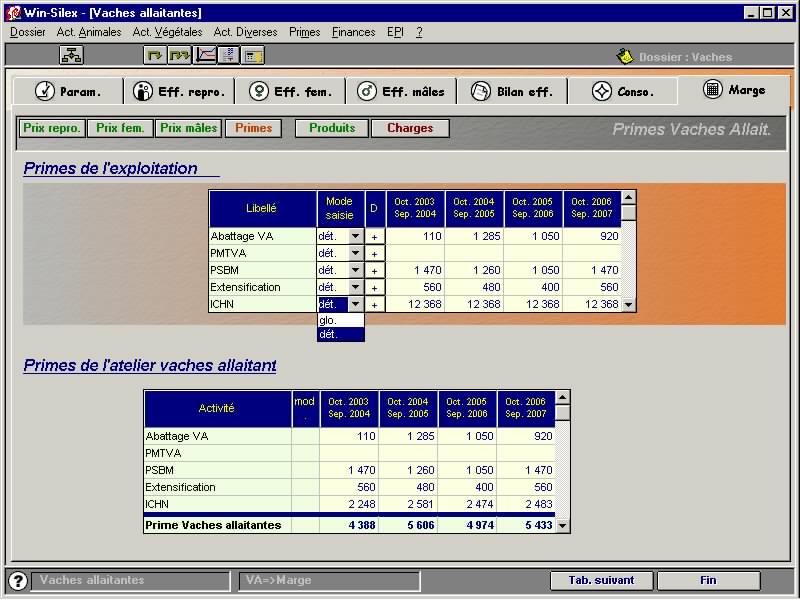 Win-Silex - [Vaches allaitantes]
Dossier Act. Animales Act. Végétales Act. Diverses Primes Finances EPI ?
Dossier : Vaches
Param. Eff. repro. Eff. fem. Eff. mâles Bilan eff. Conso. Marge
Prix repro. Prix fem. Prix mâles Primes Produits Charges Primes Vaches Allait.
Primes de l'exploitation
Libellé Mode saisie D Oct. 2003 Sep. 2004 Oct. 2004 Sep. 2005 Oct. 2005 Sep. 2006 Oct. 2006 Sep. 2007
Abattage VA dét. + 110 1 285 1 050 920
PMTVA dét. +
PSBM dét. + 1 470 1 260 1 050 1 470
Extensification dét. + 560 480 400 560
ICHN dét. + 12 368 12 368 12 368 12 368
glo.
dét.
Primes de l'atelier vaches allaitant
Activité mod . Oct. 2003 Sep. 2004 Oct. 2004 Sep. 2005 Oct. 2005 Sep. 2006 Oct. 2006 Sep. 2007
Abattage VA 110 1 285 1 050 920
PMTVA
PSBM 1 470 1 260 1 050 1 470
Extensification 560 480 400 560
ICHN 2 248 2 581 2 474 2 483
Prime Vaches allaitantes 4 388 5 606 4 974 5 433
? Vaches allaitantes VA=>Marge Tab. suivant Fin